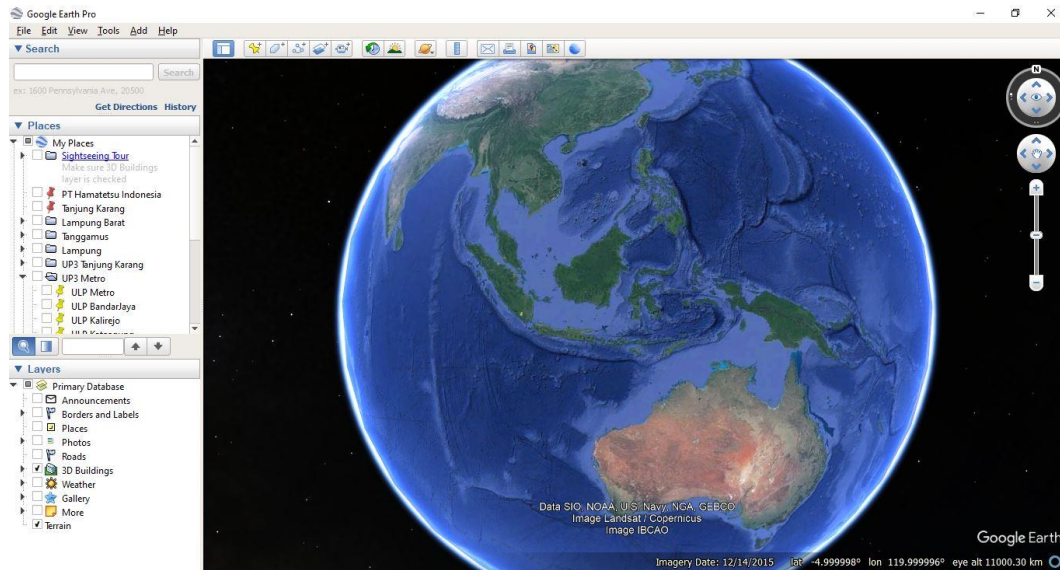 Google Earth Pro
File Edit View Tools Add Help
Search
Search
ex: 1600 Pennsylvania Ave, 20500
Get Directions History
Places
My Places
Sightseeing Tour
Make sure 3D Buildings
layer is checked
PT Hamatetsu Indonesia
Tanjung Karang
Lampung Barat
Tanggamus
Lampung
UP3 Tanjung Karang
UP3 Metro
ULP Metro
ULP BandarJaya
ULP Kalirejo
Layers
Primary Database
Announcements
Borders and Labels
Places
Photos
Roads
3D Buildings
Weather
Gallery
More
Terrain
N
Data SIO, NOAA, U.S. Navy, NGA, GEBCO
Image Landsat / Copernicus
Image IBCAO
Google Earth
Imagery Date: 12/14/2015 lat -4.999998° lon 119.999996° eye alt 11000.30 km